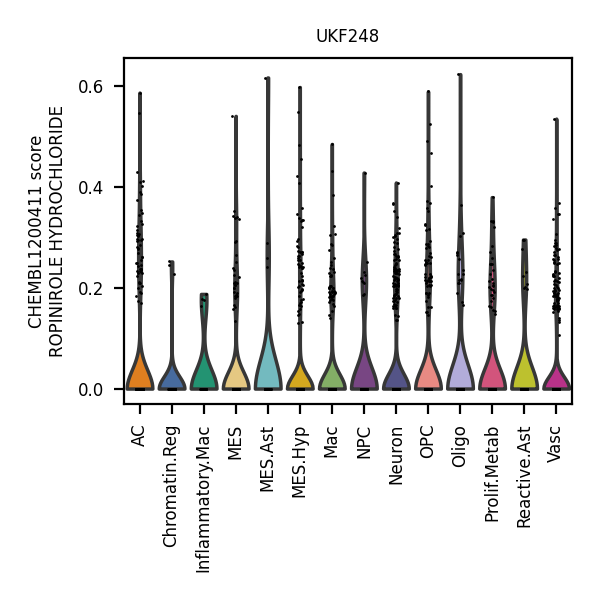 UKF248
CHEMBL1200411 score
ROPINIROLE HYDROCHLORIDE
0.6
0.4
0.2
0.0
AC
Chromatin.Reg
Inflammatory.Mac
MES
MES.Ast
MES.Hyp
Mac
NPC
Neuron
OPC
Oligo
Prolif.Metab
Reactive.Ast
Vasc